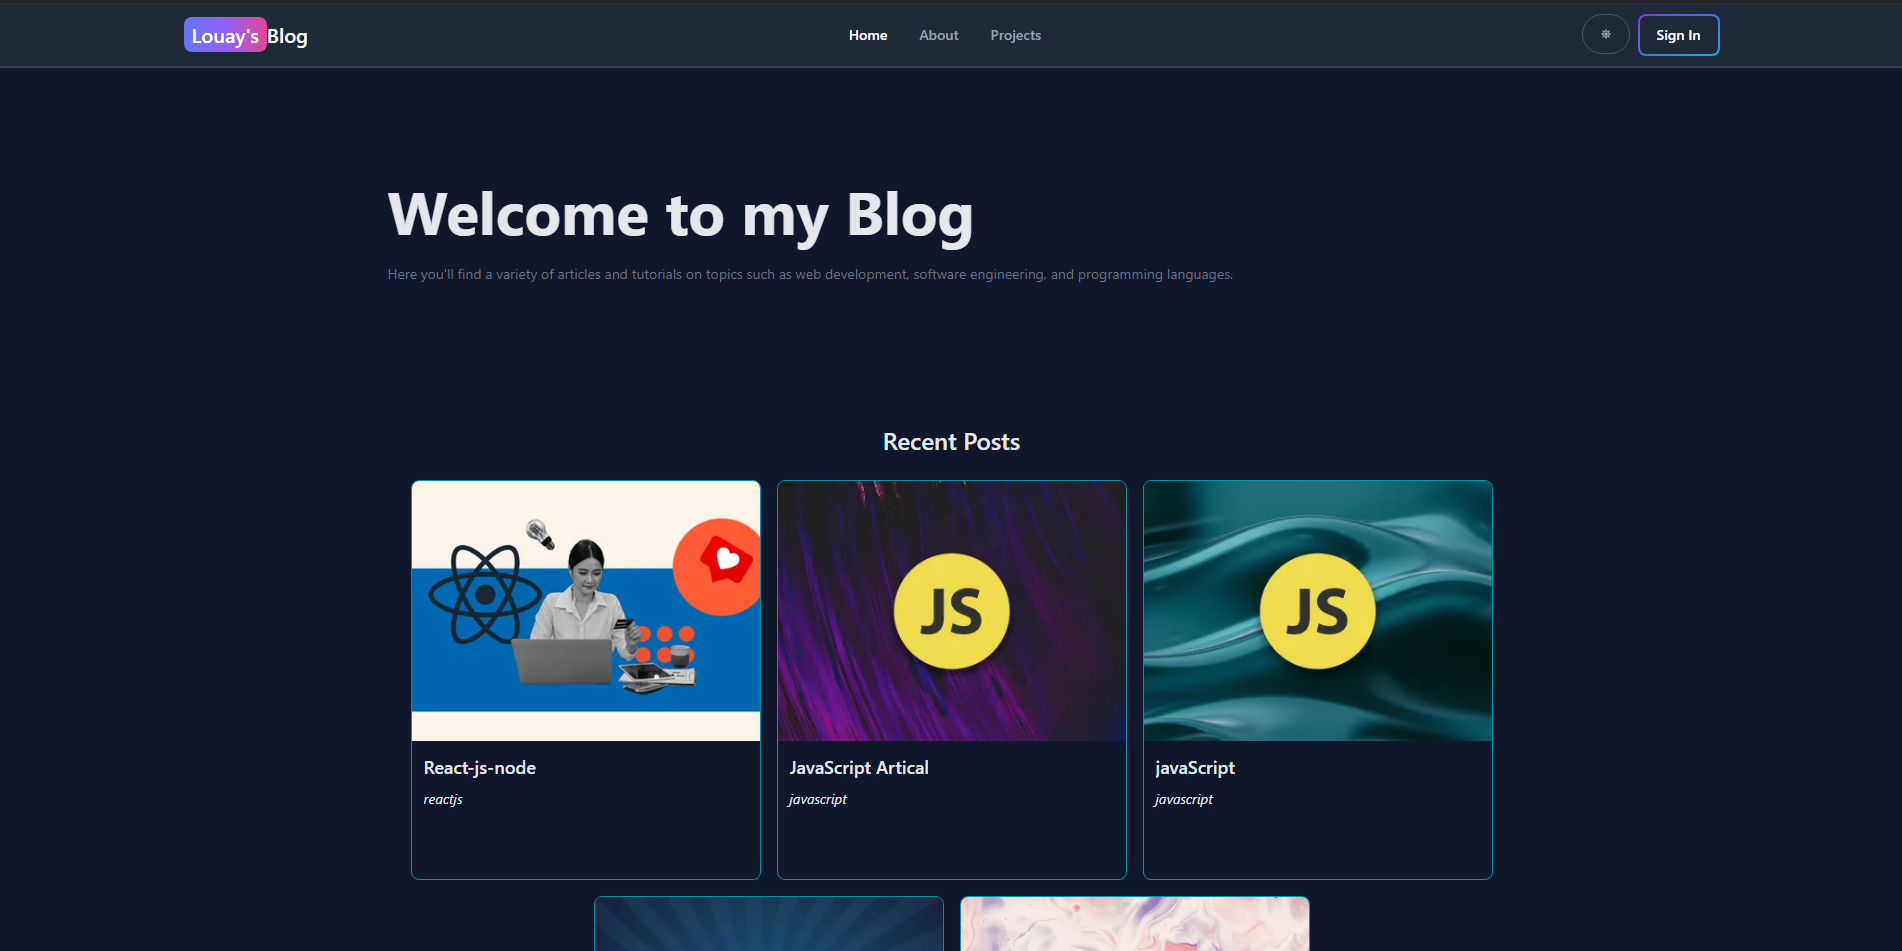 Louay's Blog
Home About Projects
Sign In
Welcome to my Blog
Here you'll find a variety of articles and tutorials on topics such as web development, software engineering, and programming languages.
Recent Posts
JS
JS
React-js-node
reactjs
JavaScript Artical
javascript
javaScript
javascript